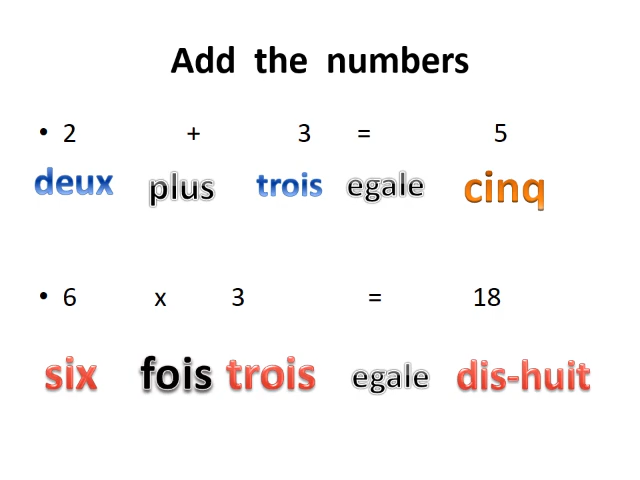 Add the numbers
• 2 + 3 = 5
deux plus trois egale cinq
• 6 x 3 = 18
six fois trois egale dis-huit